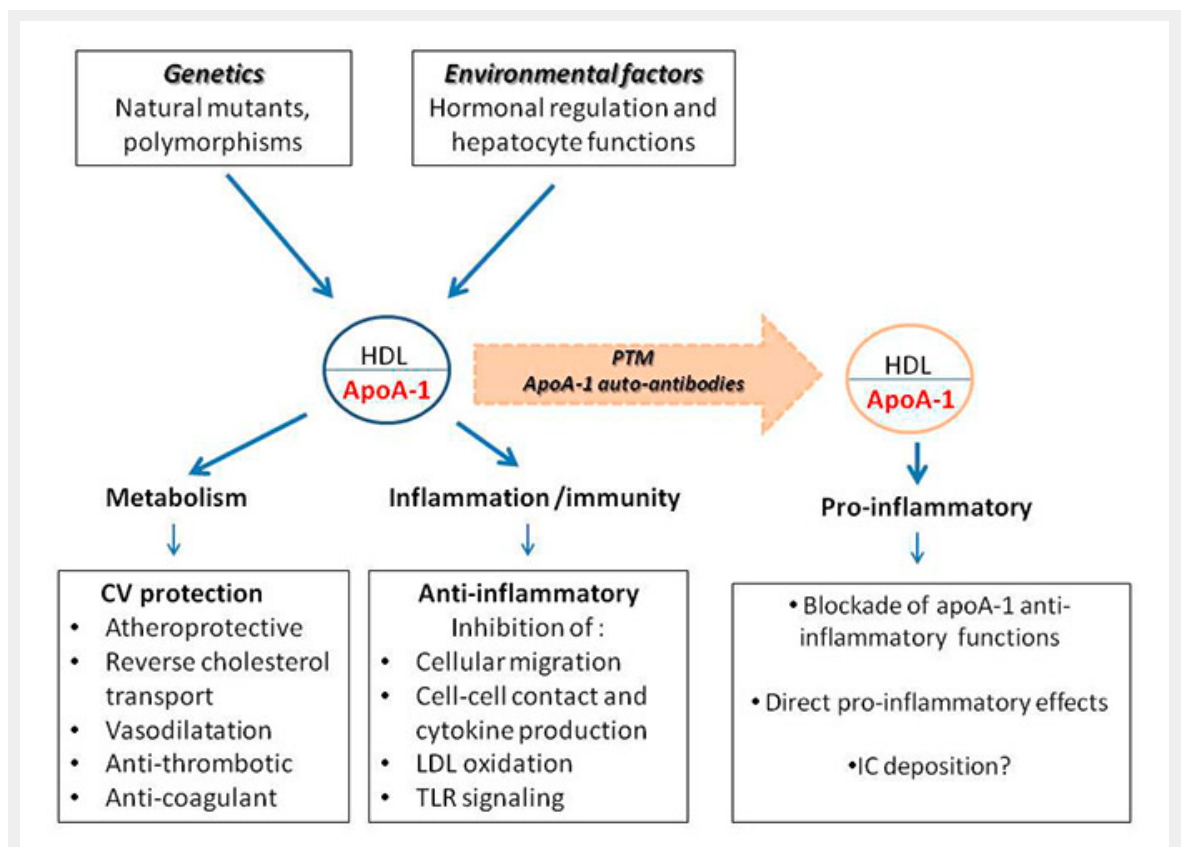 Genetics
Natural mutants,
polymorphisms
Environmental factors
Hormonal regulation and
hepatocyte functions
HDL
ApoA-1
PTM
ApoA-1 auto-antibodies
HDL
ApoA-1
Metabolism
Inflammation /immunity
Pro-inflammatory
CV protection
• Atheroprotective
• Reverse cholesterol
transport
• Vasodilatation
• Anti-thrombotic
• Anti-coagulant
Anti-inflammatory
Inhibition of :
• Cellular migration
• Cell-cell contact and
cytokine production
• LDL oxidation
• TLR signaling
• Blockade of apoA-1 anti-
inflammatory functions
• Direct pro-inflammatory effects
•IC deposition?